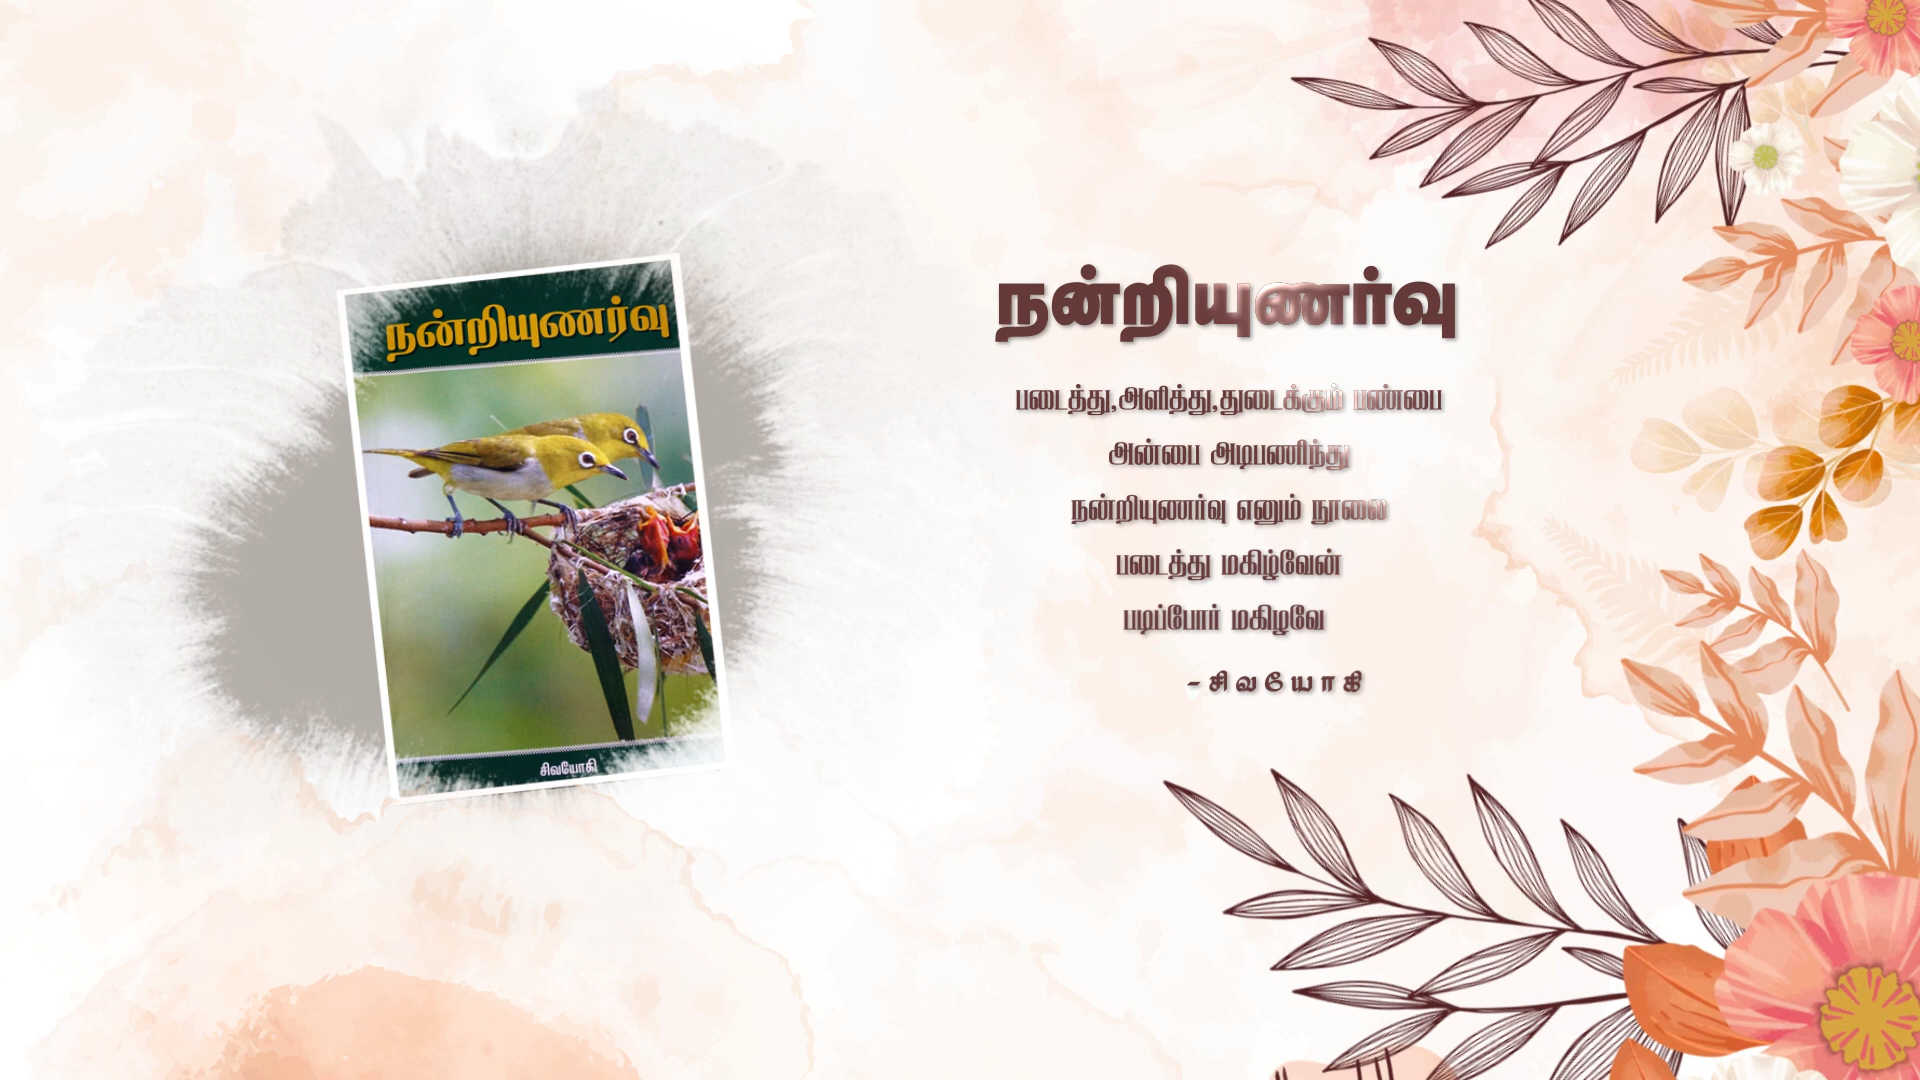 நன்றியுணர்வு
சிவயோகி
நன்றியுணர்வு
படைத்து,அளித்து,துடைக்கும் பண்பை
அன்பை அடிபணிந்து
நன்றியுணர்வு எனும் நூலை
படைத்து மகிழ்வேன்
படிப்போர் மகிழவே
- சிவயோகி